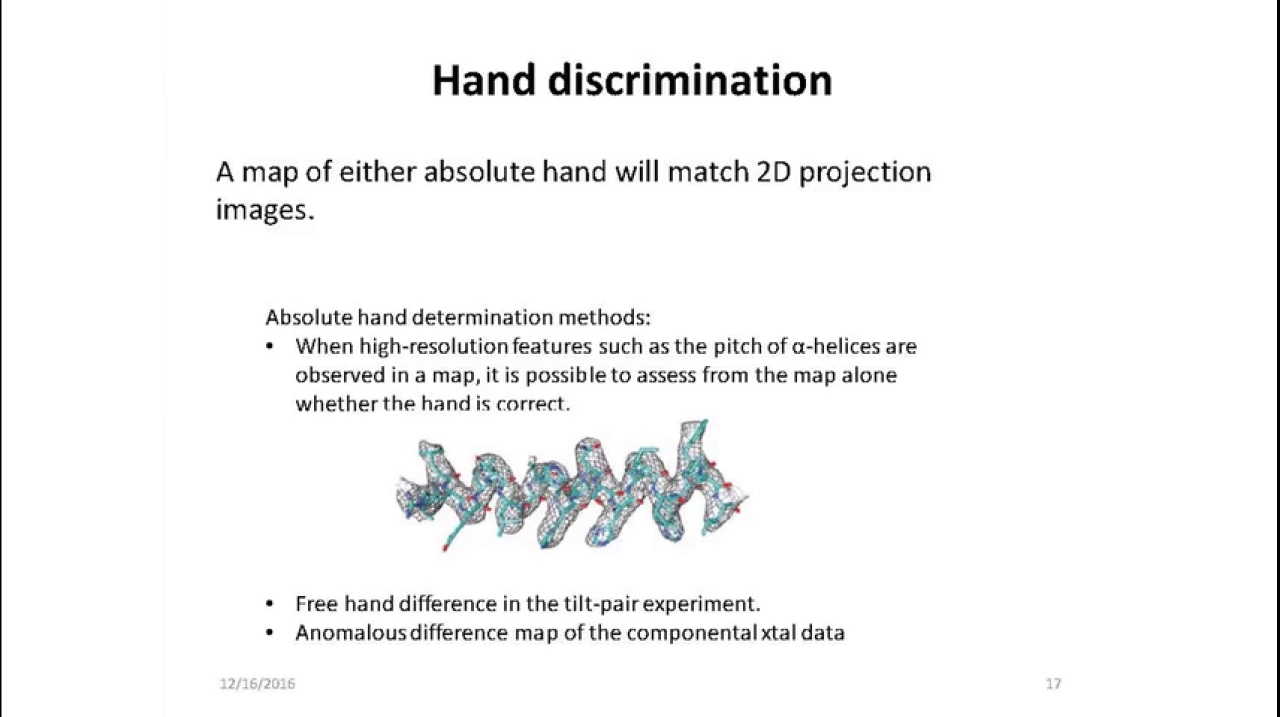 Hand discrimination
A map of either absolute hand will match 2D projection
images.
Absolute hand determination methods:
• When high-resolution features such as the pitch of α-helices are
observed in a map, it is possible to assess from the map alone
whether the hand is correct.
• Free hand difference in the tilt-pair experiment.
• Anomalous difference map of the componental xtal data
12/16/2016
17